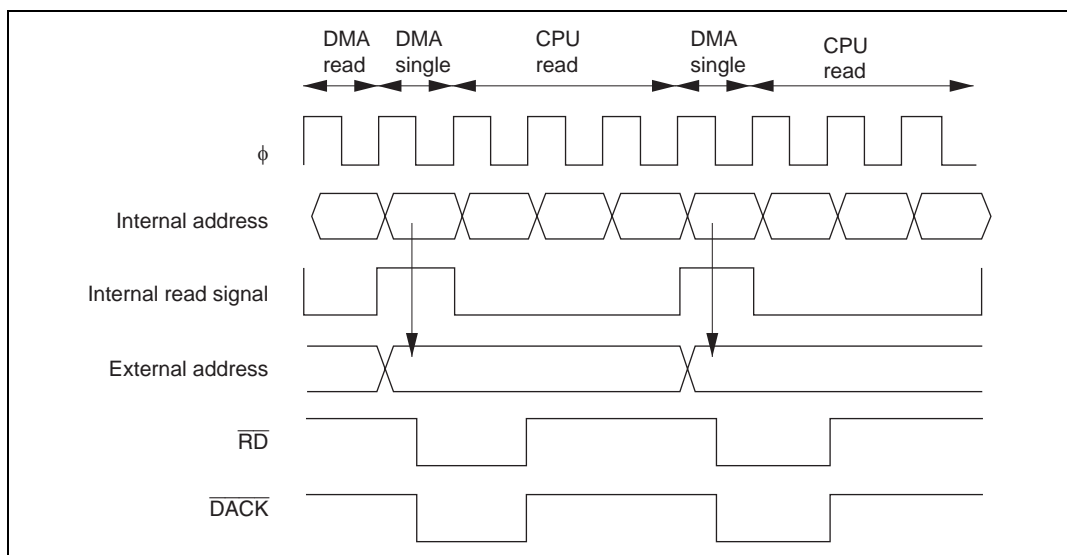 DMA read
DMA single
CPU read
DMA single
CPU read
ϕ
Internal address
Internal read signal
External address
RD
DACK